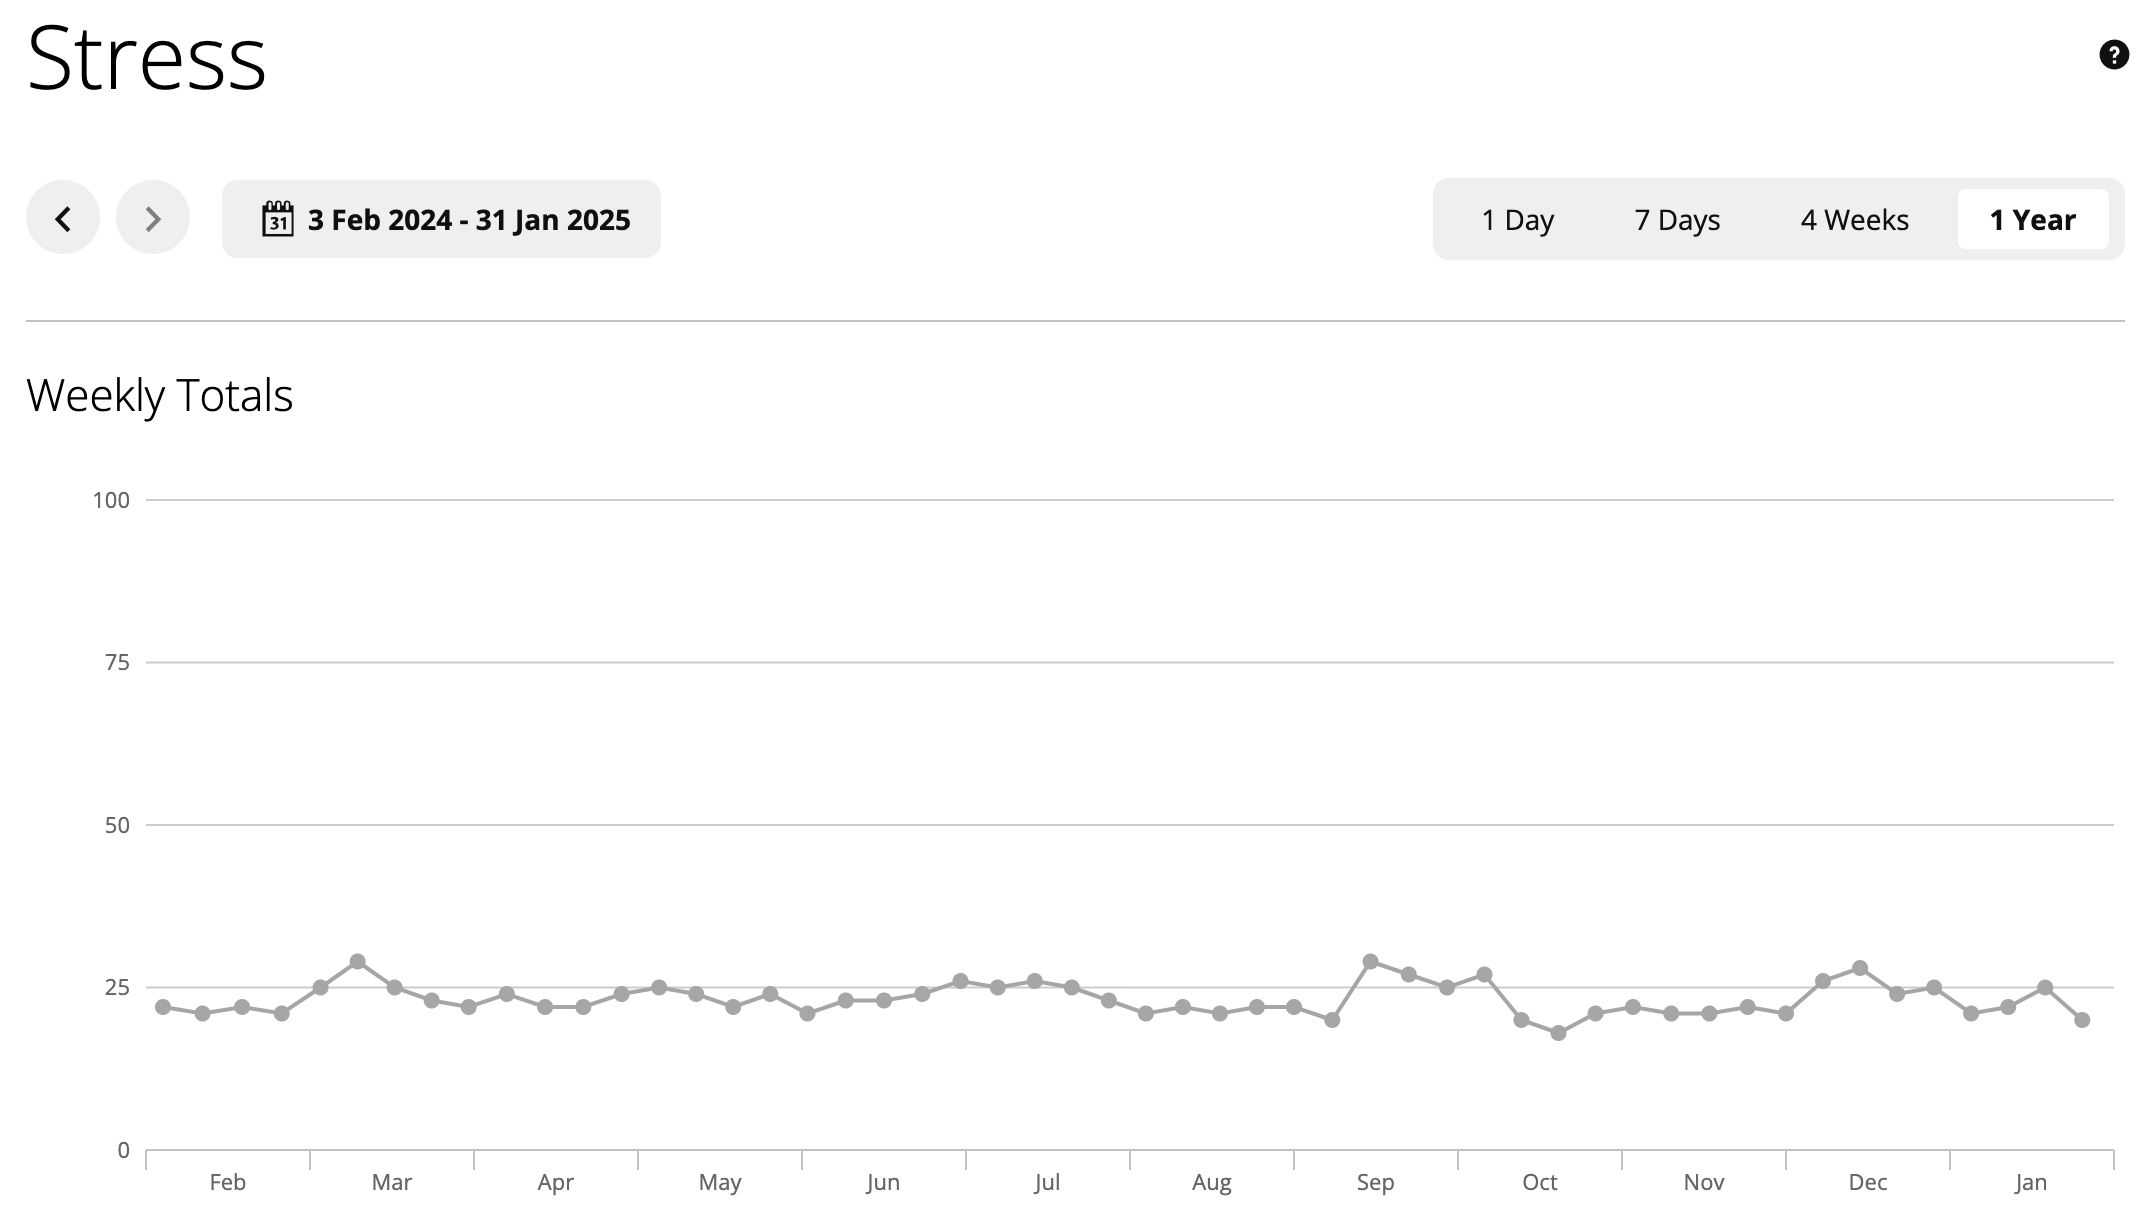 Stress
?
31 3 Feb 2024 - 31 Jan 2025
1 Day 7 Days 4 Weeks 1 Year
Weekly Totals
100
75
50
25
0
Feb Mar Apr May Jun Jul Aug Sep Oct Nov Dec Jan